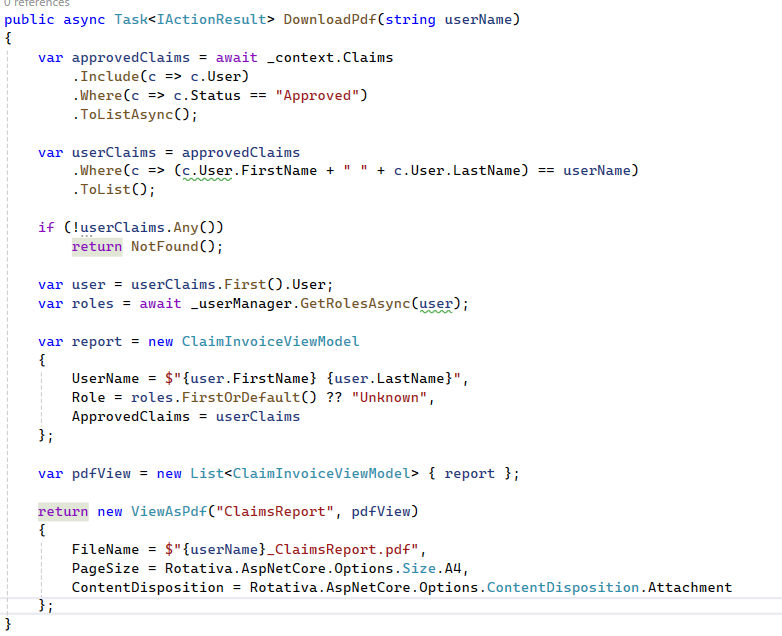 0 references
public async Task<IActionResult> DownloadPdf(string userName)
{
    var approvedClaims = await _context.Claims
        .Include(c => c.User)
        .Where(c => c.Status == "Approved")
        .ToListAsync();

    var userClaims = approvedClaims
        .Where(c => (c.User.FirstName + " " + c.User.LastName) == userName)
        .ToList();

    if (!userClaims.Any())
        return NotFound();

    var user = userClaims.First().User;
    var roles = await _userManager.GetRolesAsync(user);

    var report = new ClaimInvoiceViewModel
    {
        UserName = $"{user.FirstName} {user.LastName}",
        Role = roles.FirstOrDefault() ?? "Unknown",
        ApprovedClaims = userClaims
    };

    var pdfView = new List<ClaimInvoiceViewModel> { report };

    return new ViewAsPdf("ClaimsReport", pdfView)
    {
        FileName = $"{userName}_ClaimsReport.pdf",
        PageSize = Rotativa.AspNetCore.Options.Size.A4,
        ContentDisposition = Rotativa.AspNetCore.Options.ContentDisposition.Attachment
    };
}